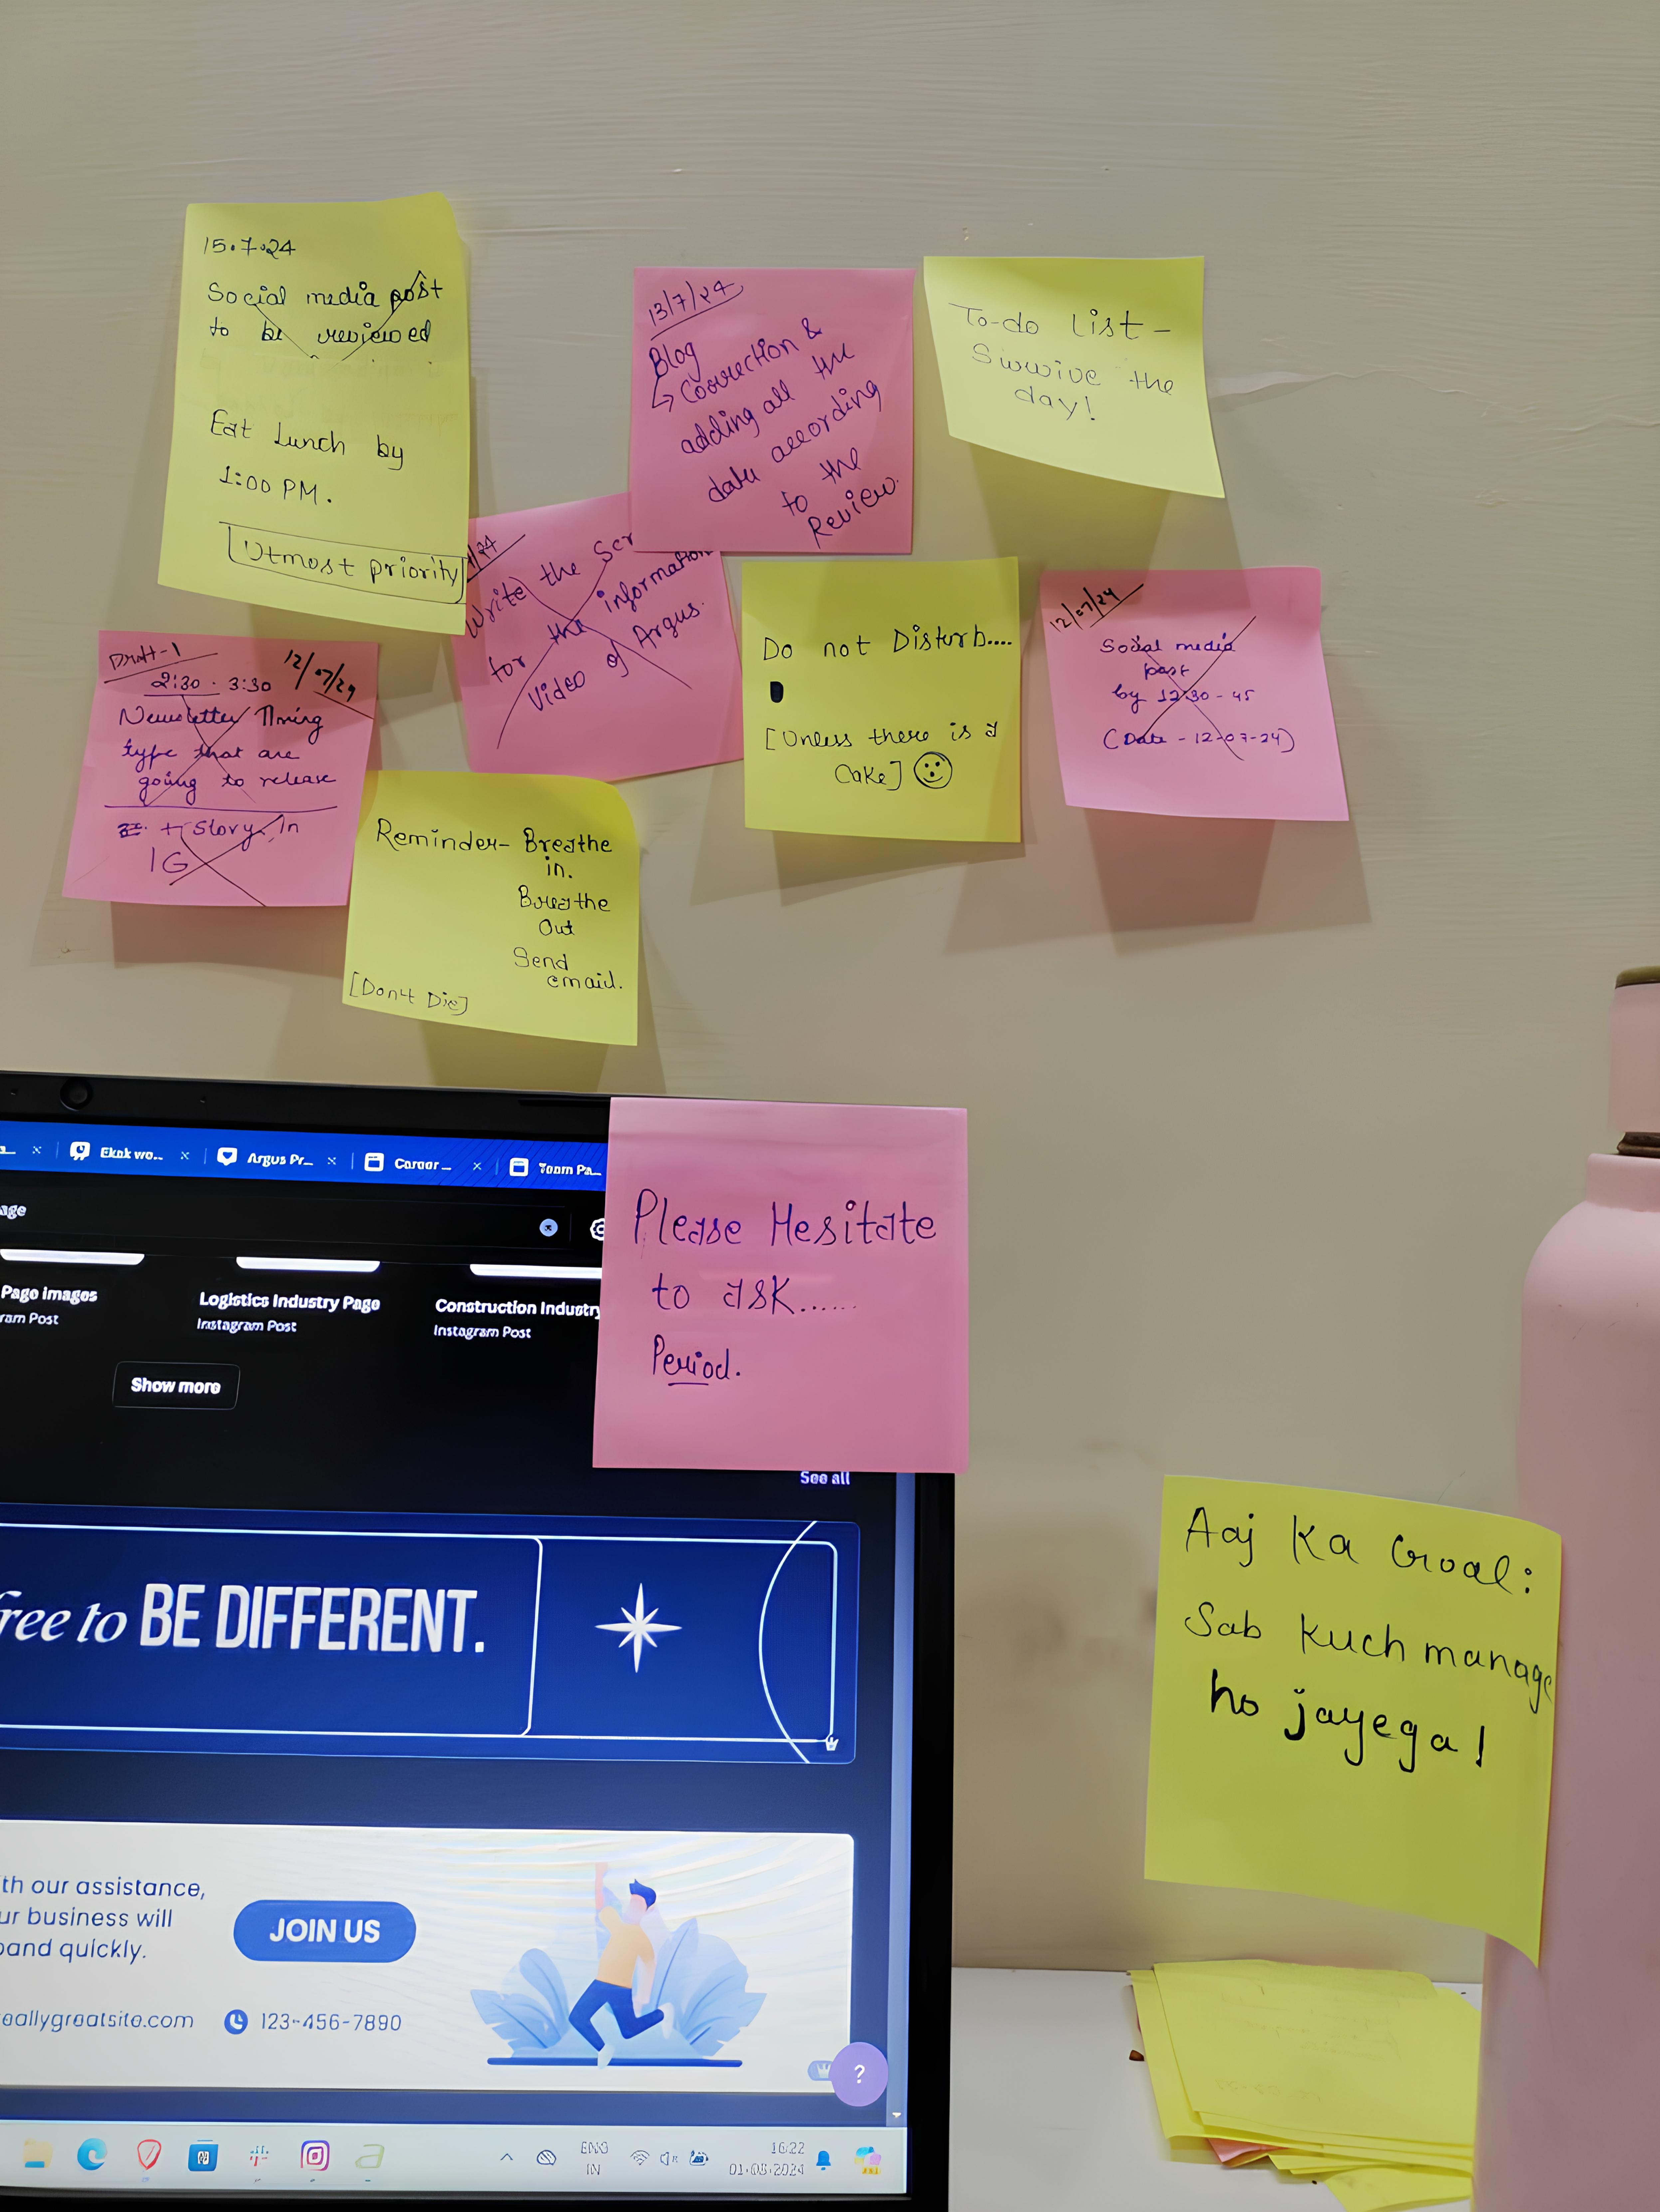 15.7.24
Social media post
to be reviewed
Eat Lunch by
1:00 PM.
Utmost priority
13/7/24
Blog
↳ Correction &
adding all the
data according
to the
Review.
To-do list -
Survive the
day!
/24
Write the Scr
for the information
Video of Argus.
Do not Disturb....
[Unless there is a
Cake]
12/07/24
Social media
post
by 12:30 - 45
(Date - 12-07-24)
Draft-1
12/07/24
2:30 - 3:30
Newsletter
type that are
going to release
+ Story In
IG
Reminder- Breathe
in.
Breathe
Out
Send
email.
[Don't Die]
Please Hesitate
to ask......
Period.
Aaj Ka Goal:
Sab Kuch manage
ho jayega!
Ekak wo...
Argus Pr...
Career ...
Team Pa...
age
Page images
ram Post
Logistics Industry Page
Instagram Post
Construction Industry
Instagram Post
Show more
See all
free to BE DIFFERENT.
th our assistance,
ur business will
pand quickly.
JOIN US
eallygreatsite.com
123-456-7890
?
ENG
IN
16:22
01-08-2024